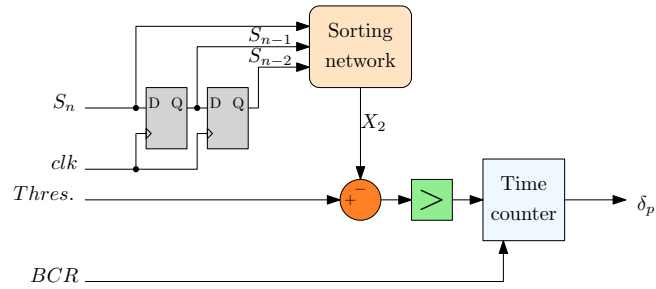 Sorting
network
S_{n-1}
S_{n-2}
S_n
D Q
D Q
X_2
clk
Thres.
+ −
>
Time
counter
δ_p
BCR